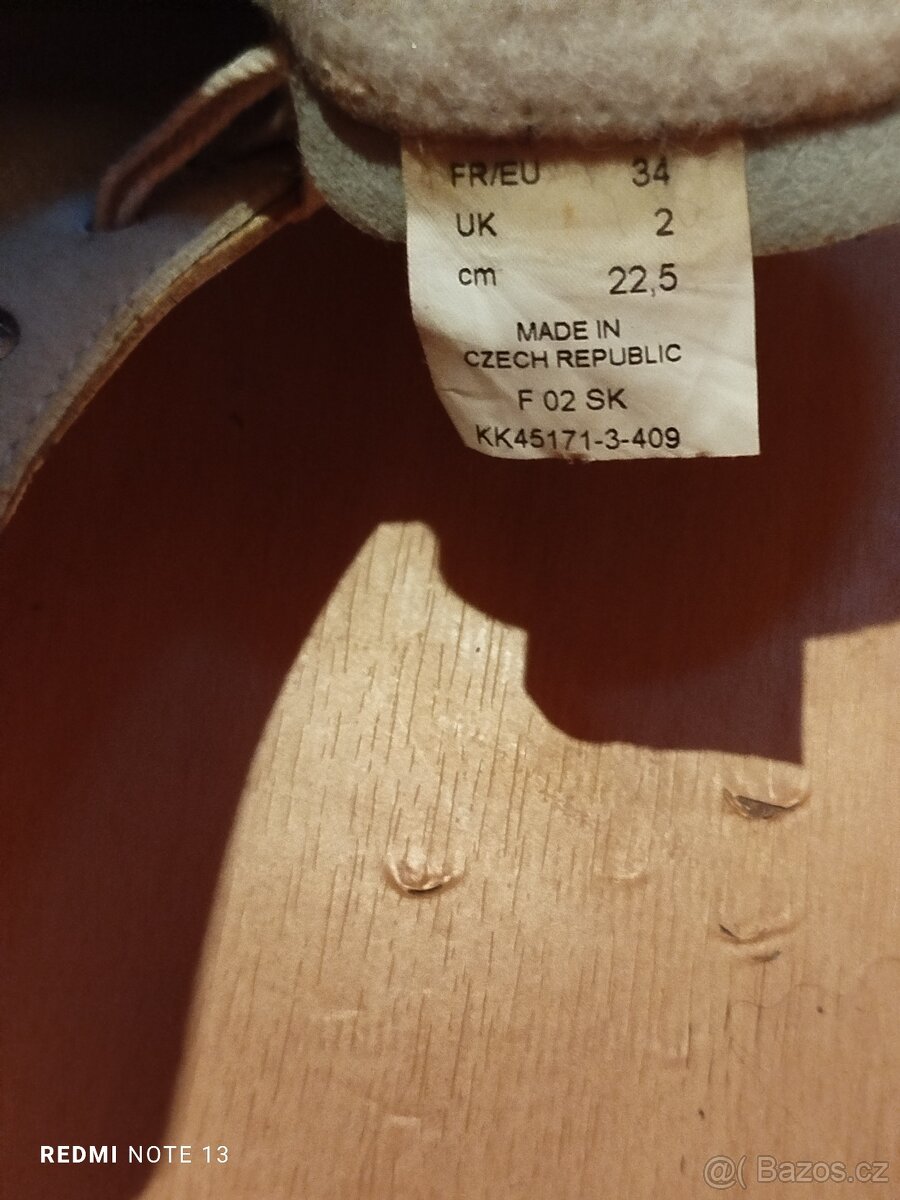 FR/EU 34
UK 2
cm 22,5
MADE IN
CZECH REPUBLIC
F 02 SK
KK45171-3-409
REDMI NOTE 13
@( Bazos.cz